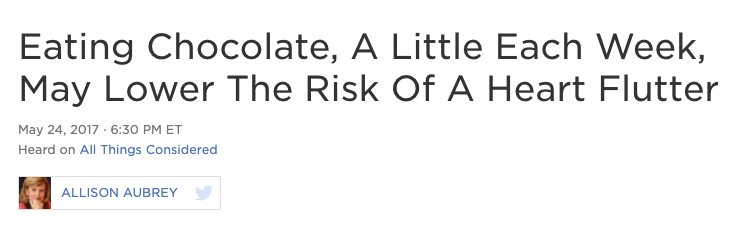 Eating Chocolate, A Little Each Week,
May Lower The Risk Of A Heart Flutter
May 24, 2017 · 6:30 PM ET
Heard on All Things Considered
ALLISON AUBREY